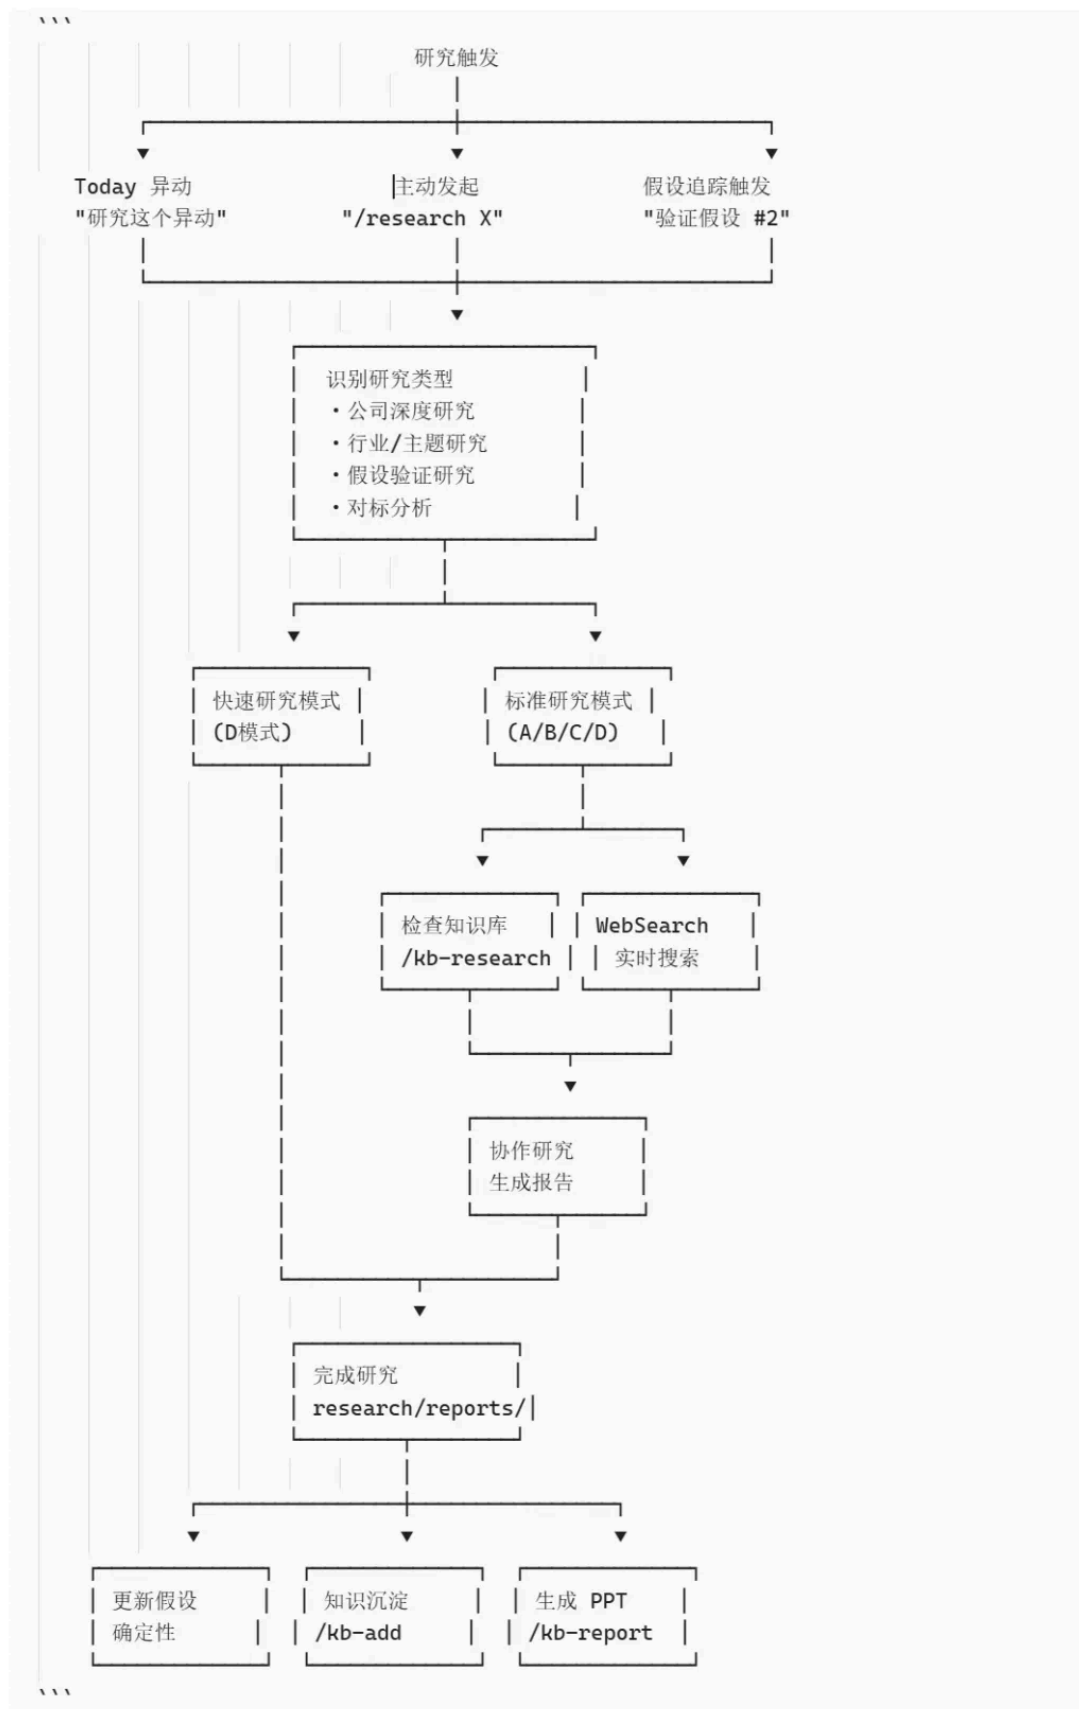 ```
研究触发
Today 异动
主动发起
假设追踪触发
"研究这个异动"
"/research X"
"验证假设 #2"
识别研究类型
·公司深度研究
·行业/主题研究
·假设验证研究
·对标分析
快速研究模式
(D模式)
标准研究模式
(A/B/C/D)
检查知识库
/kb-research
WebSearch
实时搜索
协作研究
生成报告
完成研究
research/reports/
更新假设
确定性
知识沉淀
/kb-add
生成 PPT
/kb-report
```